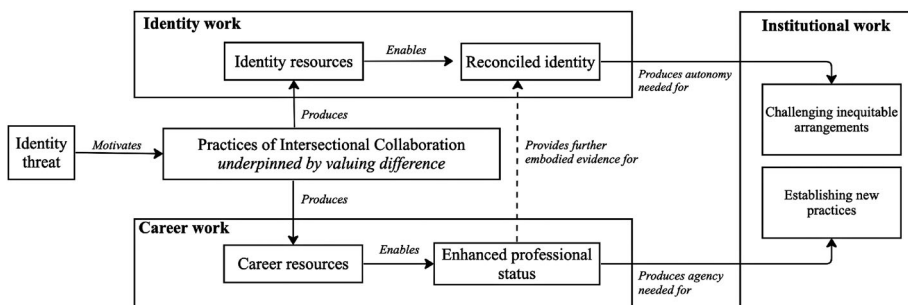 Identity work
Institutional work
Identity resources
Enables
Reconciled identity
Produces autonomy
needed for
Challenging inequitable
arrangements
Produces
Identity
threat
Motivates
Practices of Intersectional Collaboration
underpinned by valuing difference
Provides further
embodied evidence for
Establishing new
practices
Produces
Career work
Career resources
Enables
Enhanced professional
status
Produces agency
needed for